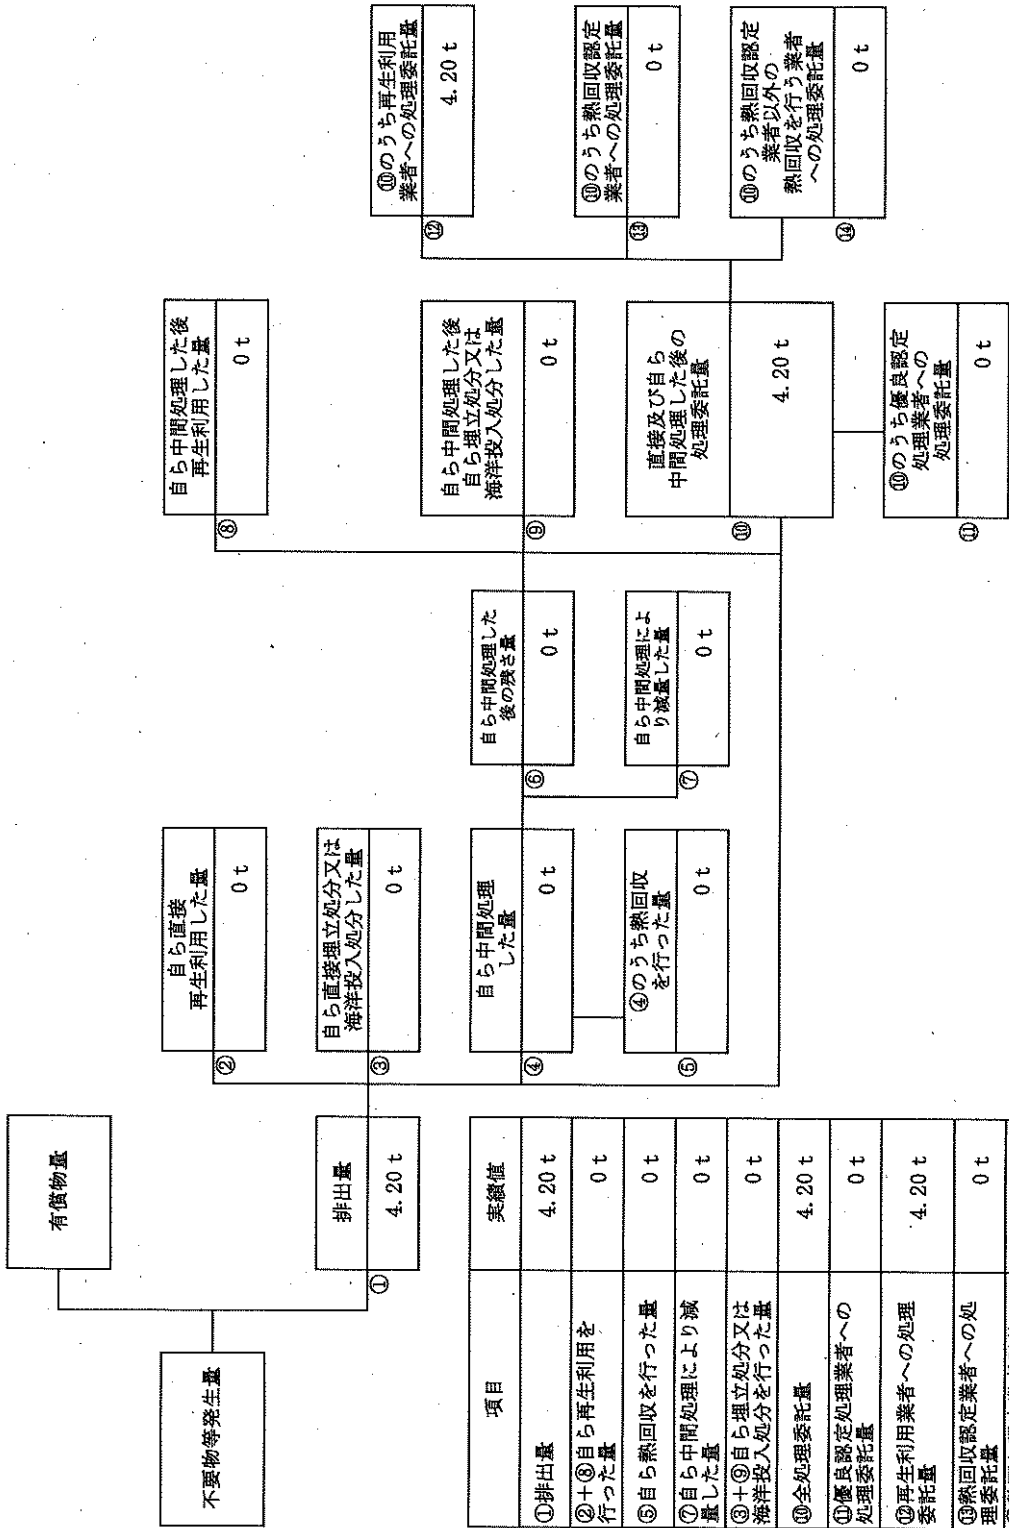 不要物等発生量
有償物量
排出量
①
4.20 t
自ら直接
再生利用した量
②
0 t
自ら直接埋立処分又は
海洋投入処分した量
③
0 t
自ら中間処理
した量
④
0 t
④のうち熱回収
を行った量
⑤
0 t
自ら中間処理した
後の残さ量
⑥
0 t
自ら中間処理によ
り減量した量
⑦
0 t
自ら中間処理した後
再生利用した量
⑧
0 t
自ら中間処理した後
自ら埋立処分又は
海洋投入処分した量
⑨
0 t
直接及び自ら
中間処理した後の
処理委託量
⑩
4.20 t
⑩のうち優良認定
処理業者への
処理委託量
⑪
0 t
⑩のうち再生利用
業者への処理委託量
⑫
4.20 t
⑩のうち熱回収認定
業者への処理委託量
⑬
0 t
⑩のうち熱回収認定
業者以外の
熱回収を行う業者
への処理委託量
⑭
0 t
項目 実績値
①排出量 4.20 t
②+⑧自ら再生利用を
行った量 0 t
⑤自ら熱回収を行った量 0 t
⑦自ら中間処理により減
量した量 0 t
③+⑨自ら埋立処分又は
海洋投入処分を行った量 0 t
⑩全処理委託量 4.20 t
⑪優良認定処理業者への
処理委託量 0 t
⑫再生利用業者への処理
委託量 4.20 t
⑬熱回収認定業者への処
理委託量 0 t